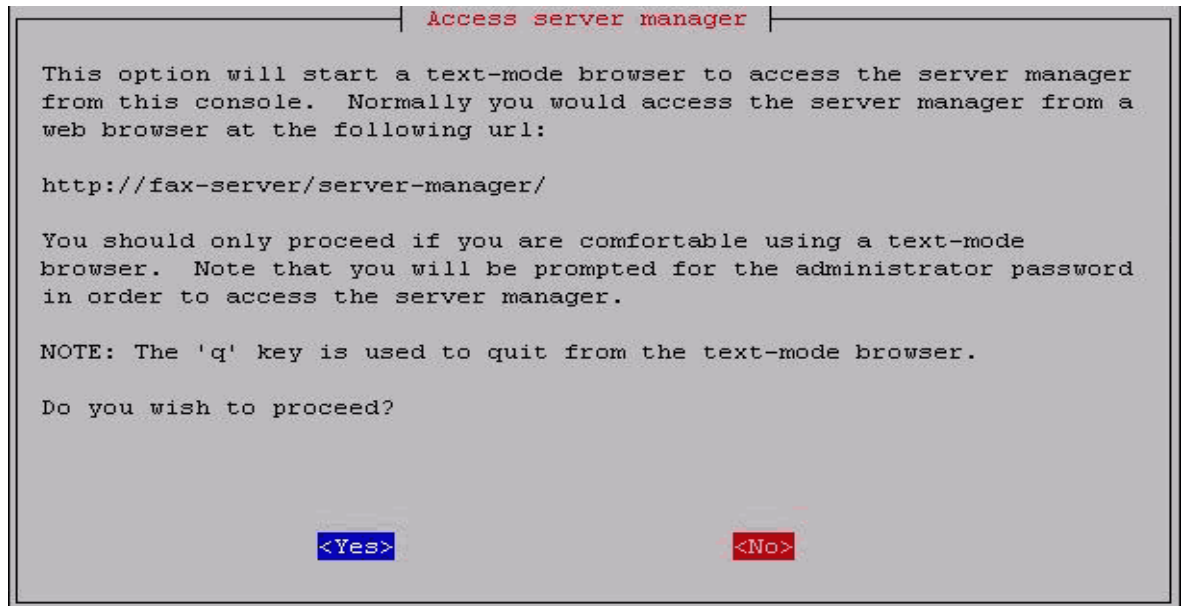 Access server manager
This option will start a text-mode browser to access the server manager
from this console.  Normally you would access the server manager from a
web browser at the following url:
http://fax-server/server-manager/
You should only proceed if you are comfortable using a text-mode
browser.  Note that you will be prompted for the administrator password
in order to access the server manager.
NOTE: The 'q' key is used to quit from the text-mode browser.
Do you wish to proceed?
<Yes> <No>